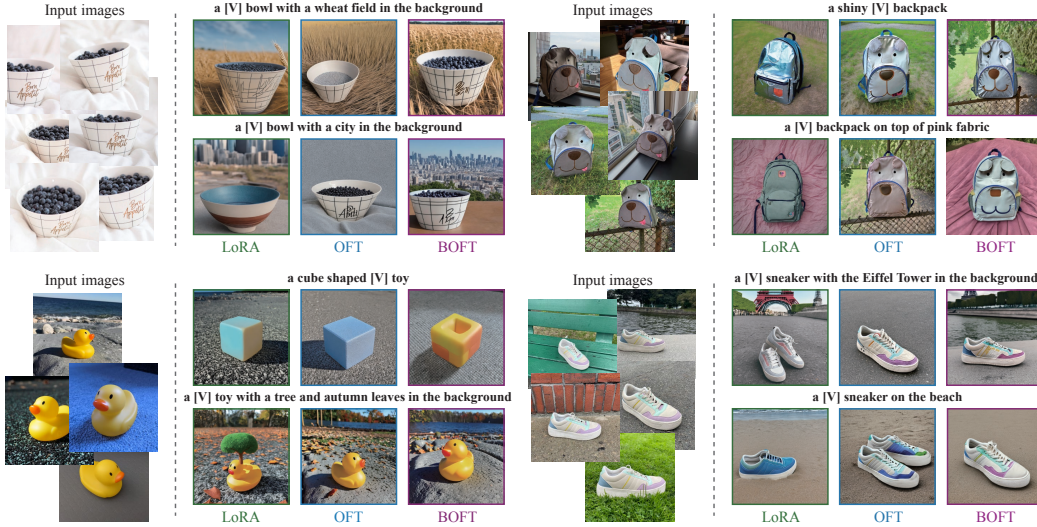 Input images
a [V] bowl with a wheat field in the background
a [V] bowl with a city in the background
LoRA
OFT
BOFT
Input images
a shiny [V] backpack
a [V] backpack on top of pink fabric
LoRA
OFT
BOFT
Input images
a cube shaped [V] toy
a [V] toy with a tree and autumn leaves in the background
LoRA
OFT
BOFT
Input images
a [V] sneaker with the Eiffel Tower in the background
a [V] sneaker on the beach
LoRA
OFT
BOFT